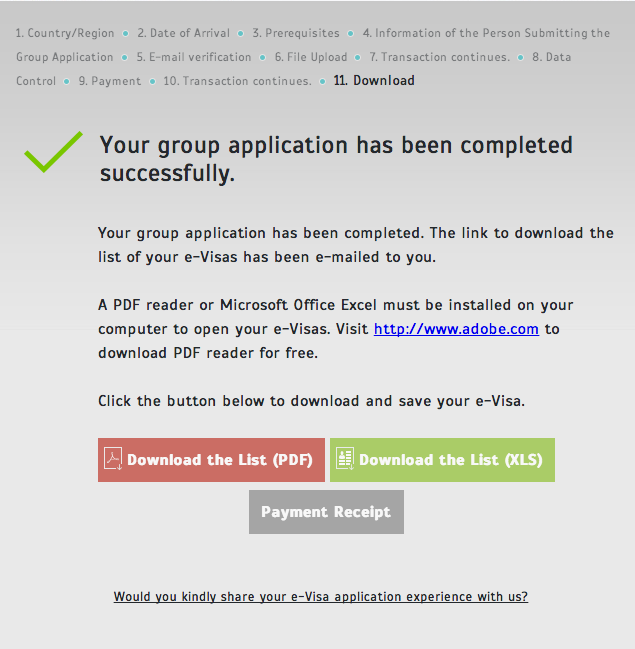 1. Country/Region • 2. Date of Arrival • 3. Prerequisites • 4. Information of the Person Submitting the
Group Application • 5. E-mail verification • 6. File Upload • 7. Transaction continues. • 8. Data
Control • 9. Payment • 10. Transaction continues. • 11. Download
Your group application has been completed
successfully.
Your group application has been completed. The link to download the
list of your e-Visas has been e-mailed to you.
A PDF reader or Microsoft Office Excel must be installed on your
computer to open your e-Visas. Visit http://www.adobe.com to
download PDF reader for free.
Click the button below to download and save your e-Visa.
Download the List (PDF) Download the List (XLS)
Payment Receipt
Would you kindly share your e-Visa application experience with us?